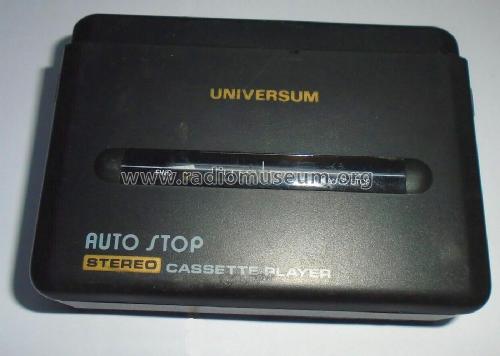 UNIVERSUM
www.radiomuseum.org
AUTO STOP
STEREO CASSETTE PLAYER